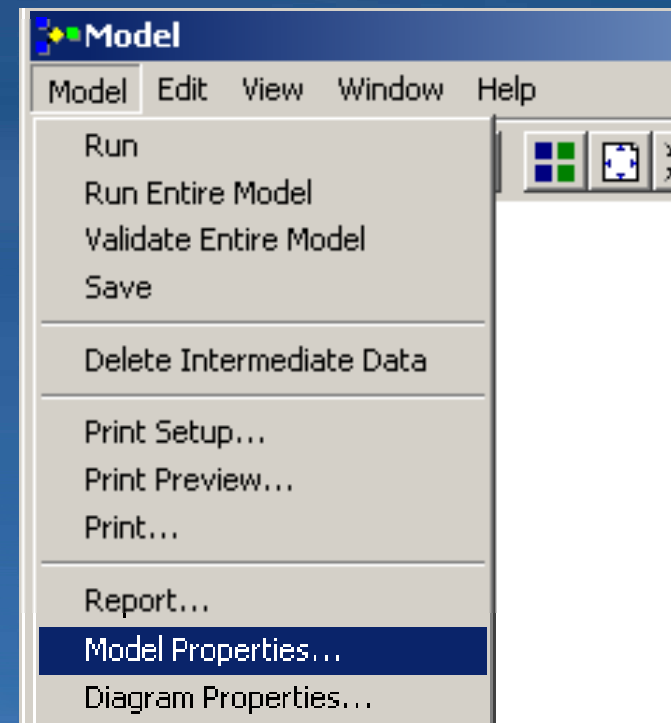 Model
Model Edit View Window Help
Run
Run Entire Model
Validate Entire Model
Save
Delete Intermediate Data
Print Setup...
Print Preview...
Print...
Report...
Model Properties...
Diagram Properties...